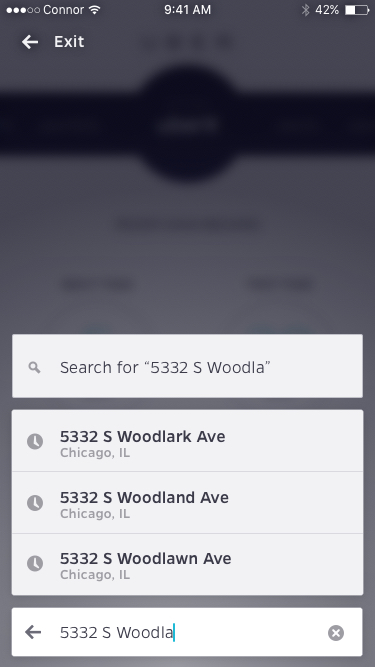 Connor 9:41 AM 42%
Exit
Search for “5332 S Woodla”
5332 S Woodlark Ave
Chicago, IL
5332 S Woodland Ave
Chicago, IL
5332 S Woodlawn Ave
Chicago, IL
5332 S Woodla